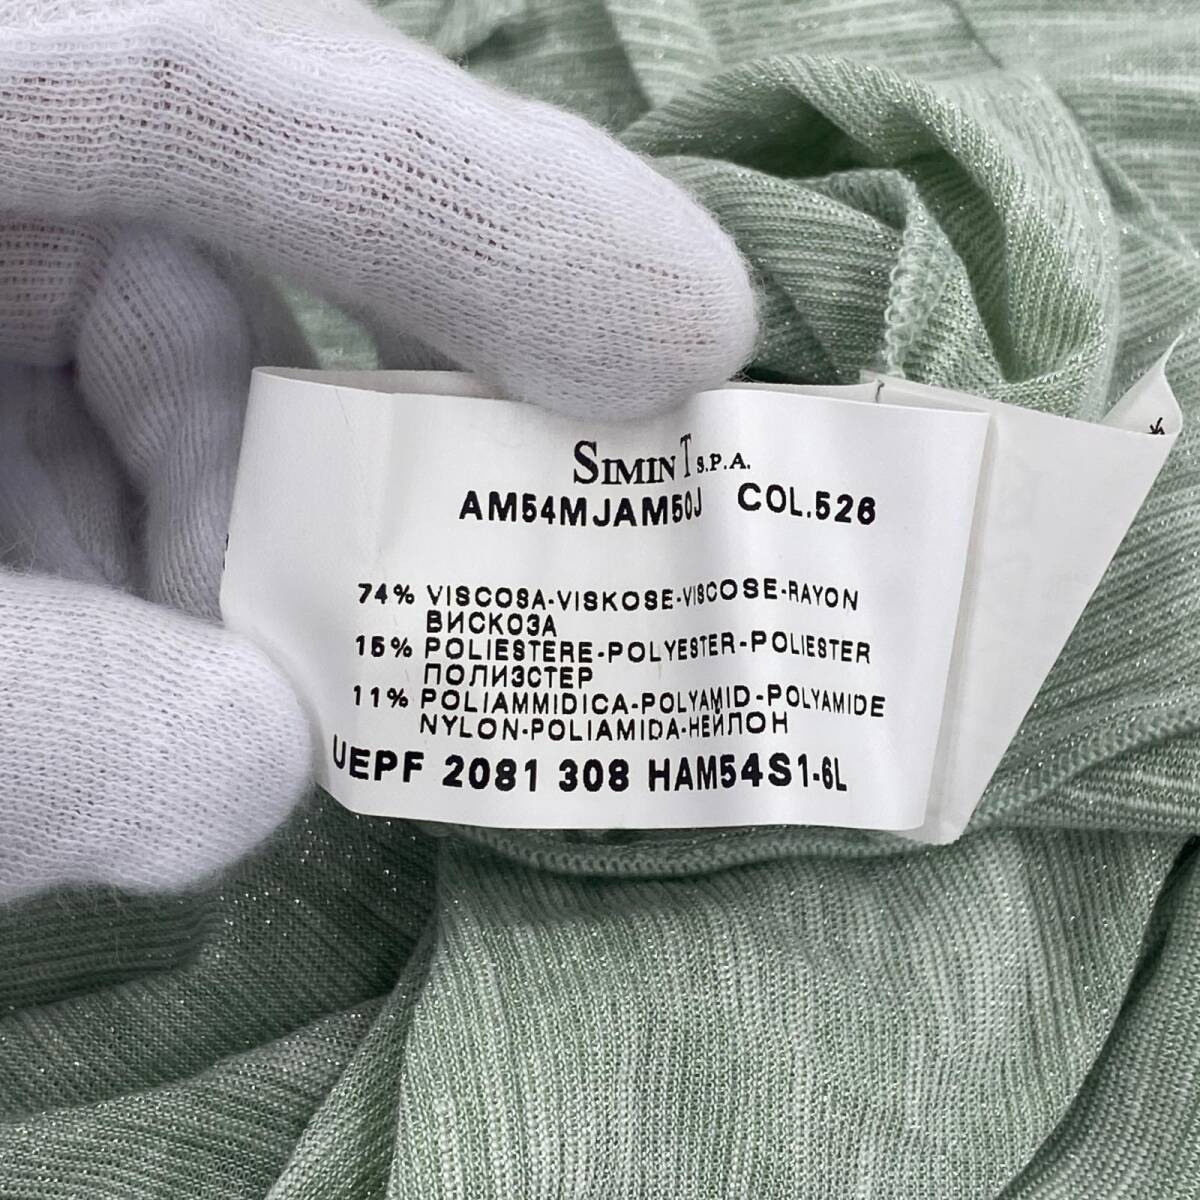 SIMINT S.P.A.
AM54MJAM50J COL.526
74% VISCOSA-VISKOSE-VISCOSE-RAYON
ВИСКОЗА
15% POLIESTERE-POLYESTER-POLIESTER
ПОЛИЭСТЕР
11% POLIAMMIDICA-POLYAMID-POLYAMIDE
NYLON-POLIAMIDA-НЕЙЛОН
UEPF 2081 308 HAM54S1-6L